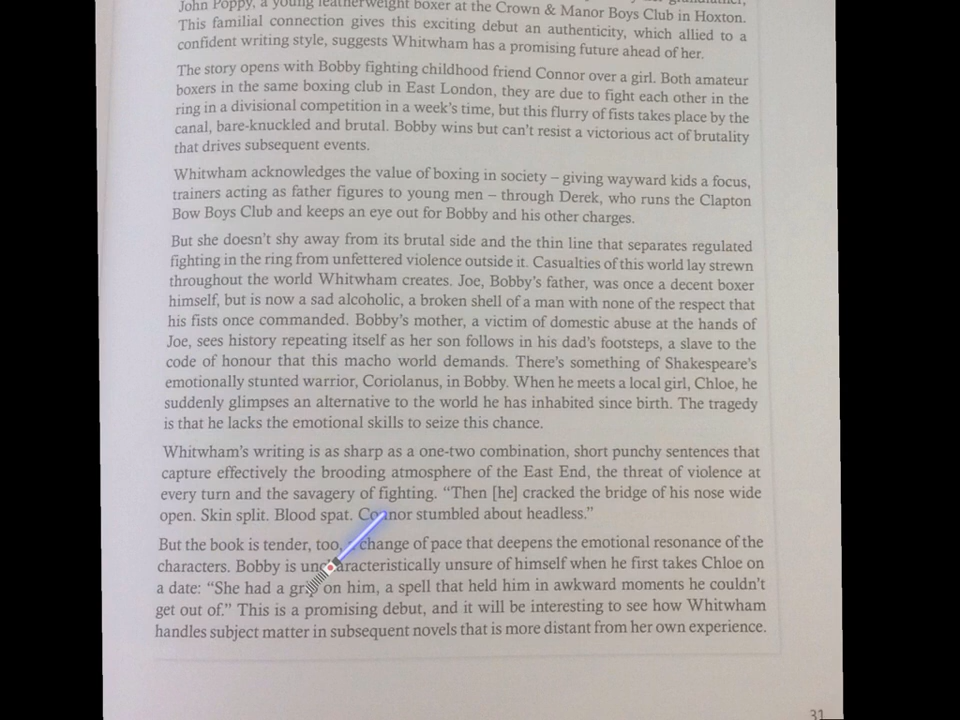 John Poppy, a young featherweight boxer at the Crown & Manor Boys Club in Hoxton.
This familial connection gives this exciting debut an authenticity, which allied to a
confident writing style, suggests Whitwham has a promising future ahead of her.
The story opens with Bobby fighting childhood friend Connor over a girl. Both amateur
boxers in the same boxing club in East London, they are due to fight each other in the
ring in a divisional competition in a week's time, but this flurry of fists takes place by the
canal, bare-knuckled and brutal. Bobby wins but can't resist a victorious act of brutality
that drives subsequent events.
Whitwham acknowledges the value of boxing in society – giving wayward kids a focus,
trainers acting as father figures to young men – through Derek, who runs the Clapton
Bow Boys Club and keeps an eye out for Bobby and his other charges.
But she doesn't shy away from its brutal side and the thin line that separates regulated
fighting in the ring from unfettered violence outside it. Casualties of this world lay strewn
throughout the world Whitwham creates. Joe, Bobby's father, was once a decent boxer
himself, but is now a sad alcoholic, a broken shell of a man with none of the respect that
his fists once commanded. Bobby's mother, a victim of domestic abuse at the hands of
Joe, sees history repeating itself as her son follows in his dad's footsteps, a slave to the
code of honour that this macho world demands. There's something of Shakespeare's
emotionally stunted warrior, Coriolanus, in Bobby. When he meets a local girl, Chloe, he
suddenly glimpses an alternative to the world he has inhabited since birth. The tragedy
is that he lacks the emotional skills to seize this chance.
Whitwham's writing is as sharp as a one-two combination, short punchy sentences that
capture effectively the brooding atmosphere of the East End, the threat of violence at
every turn and the savagery of fighting. "Then [he] cracked the bridge of his nose wide
open. Skin split. Blood spat. Connor stumbled about headless."
But the book is tender, too, a change of pace that deepens the emotional resonance of the
characters. Bobby is uncharacteristically unsure of himself when he first takes Chloe on
a date: "She had a grip on him, a spell that held him in awkward moments he couldn't
get out of." This is a promising debut, and it will be interesting to see how Whitwham
handles subject matter in subsequent novels that is more distant from her own experience.
31